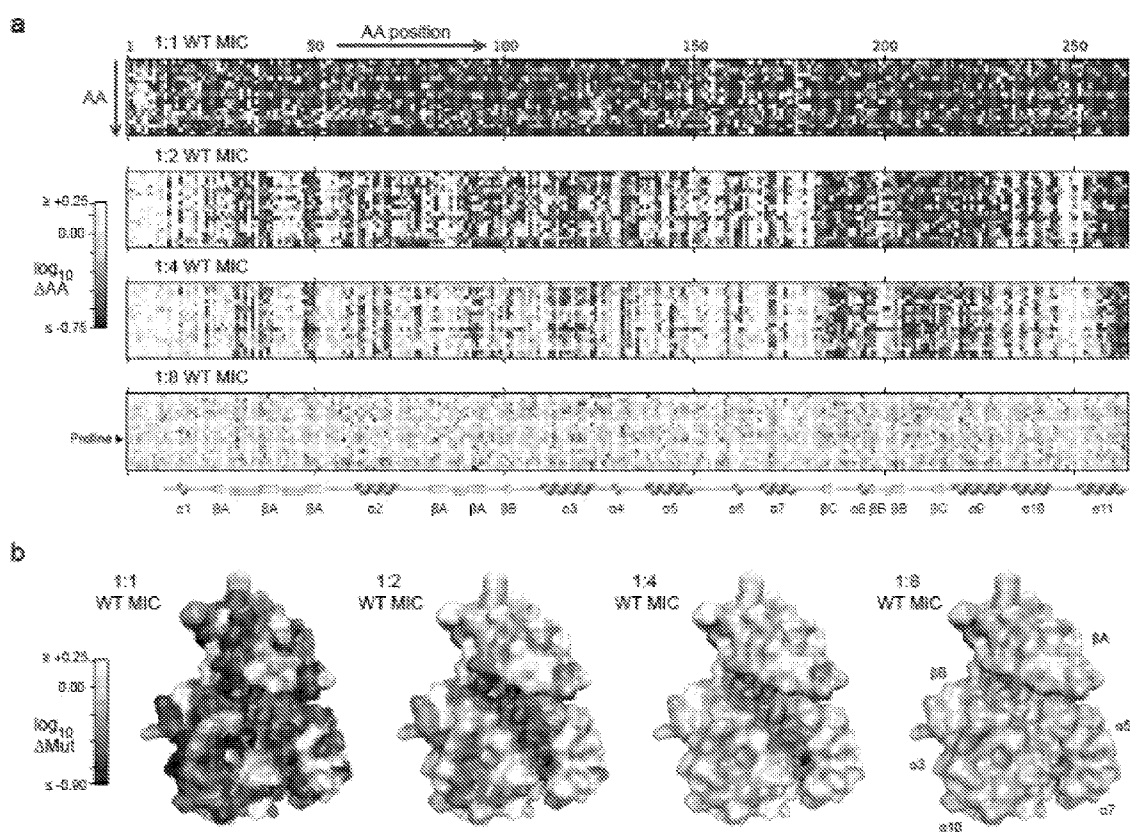 a
AA position
1:1 WT MIC
1 50 100 150 200 250
AA
1:2 WT MIC
≥ +0.25
0.00
log10
ΔAA
≤ -0.75
1:4 WT MIC
1:8 WT MIC
Proline
α1 βA βA βA α2 βA βA βB α3 α4 α5 α6 α7 βC α8 βB βB βC α9 α10 α11
b
1:1
WT MIC
1:2
WT MIC
1:4
WT MIC
1:8
WT MIC
≥ +0.25
0.00
log10
ΔMut
≤ -0.90
βA
βB
α5
α3
α7
α10